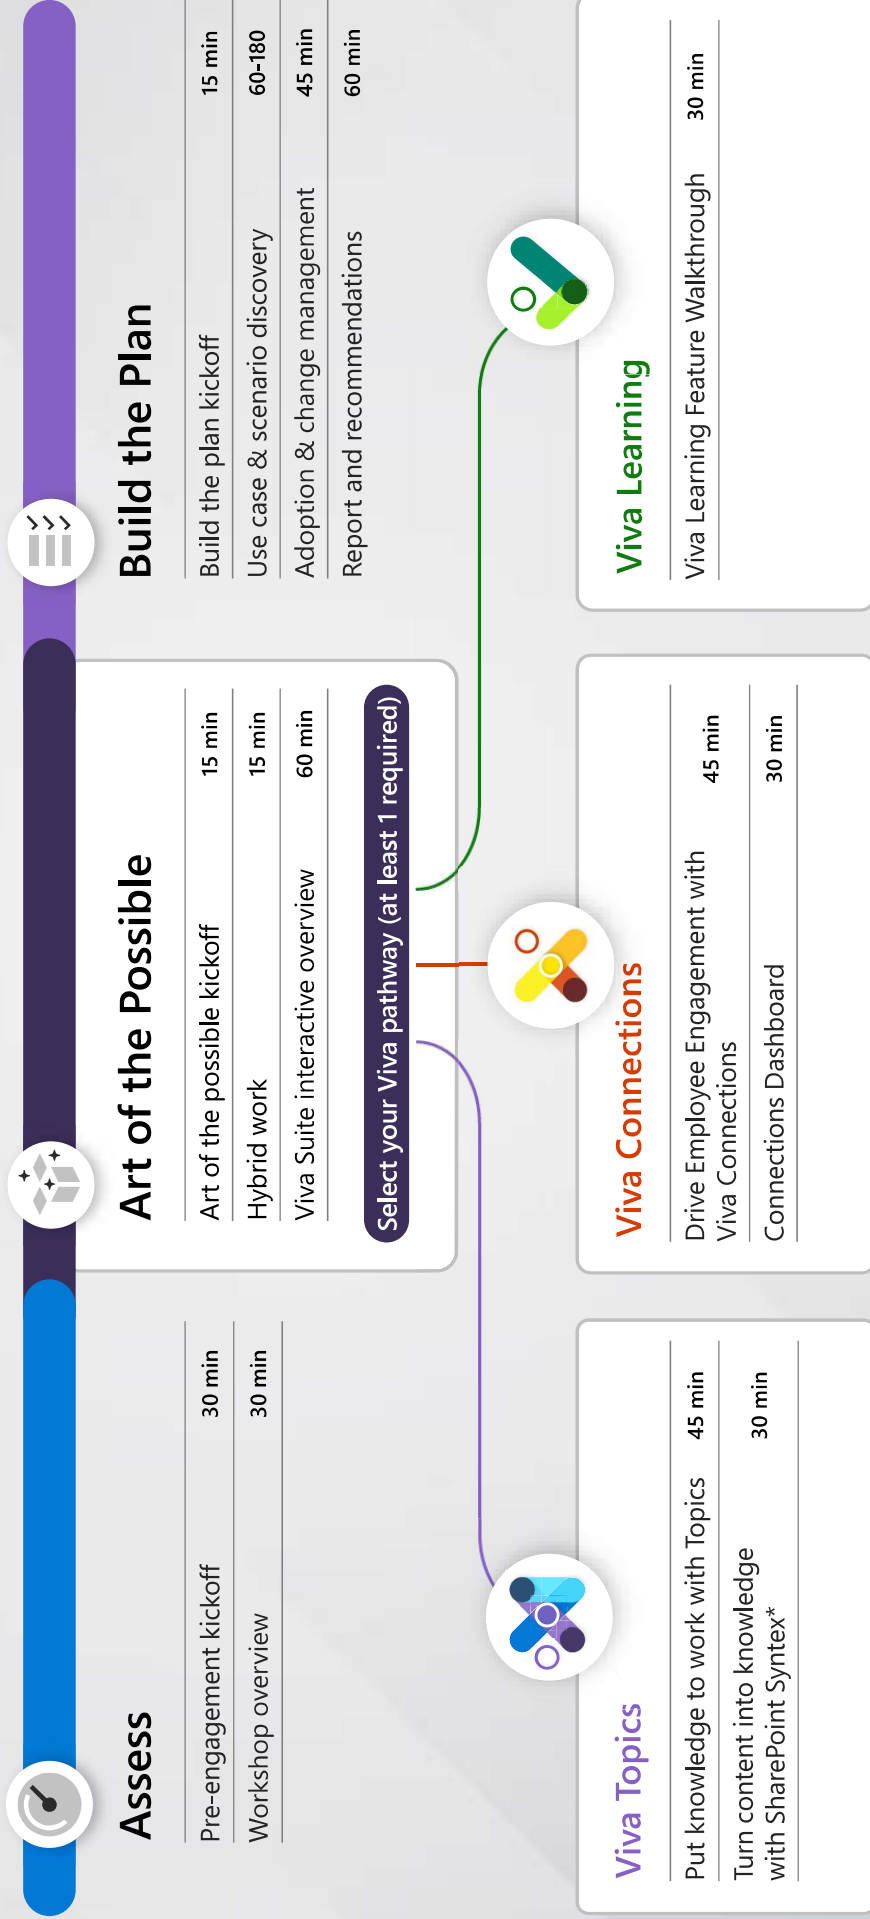 Assess
Pre-engagement kickoff 30 min
Workshop overview 30 min
Art of the Possible
Art of the possible kickoff 15 min
Hybrid work 15 min
Viva Suite interactive overview 60 min
Select your Viva pathway (at least 1 required)
Build the Plan
Build the plan kickoff 15 min
Use case & scenario discovery 60-180
Adoption & change management 45 min
Report and recommendations 60 min
Viva Topics
Put knowledge to work with Topics 45 min
Turn content into knowledge
with SharePoint Syntex* 30 min
Viva Connections
Drive Employee Engagement with
Viva Connections 45 min
Connections Dashboard 30 min
Viva Learning
Viva Learning Feature Walkthrough 30 min